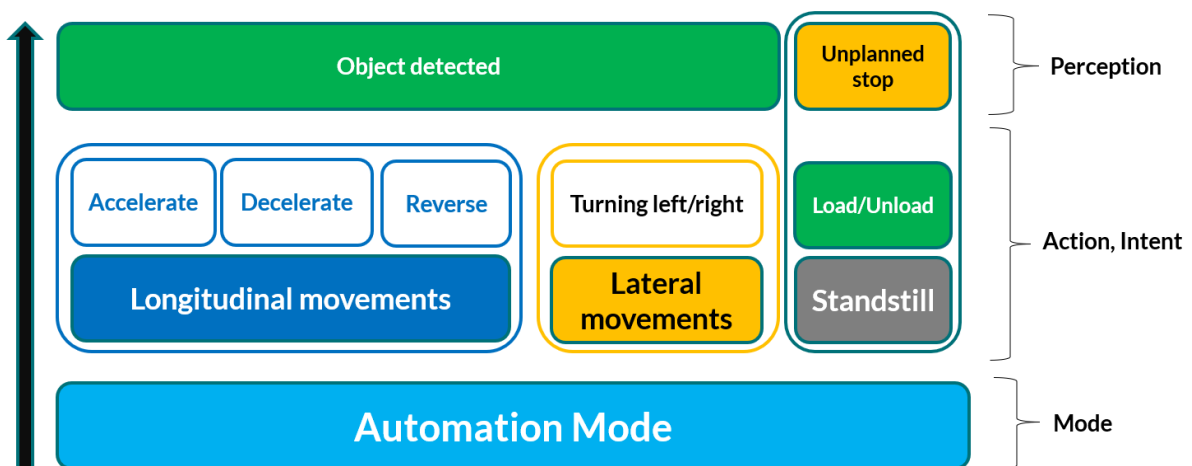 Object detected
Unplanned
stop
Perception
Accelerate
Decelerate
Reverse
Turning left/right
Load/Unload
Action, Intent
Longitudinal movements
Lateral
movements
Standstill
Automation Mode
Mode